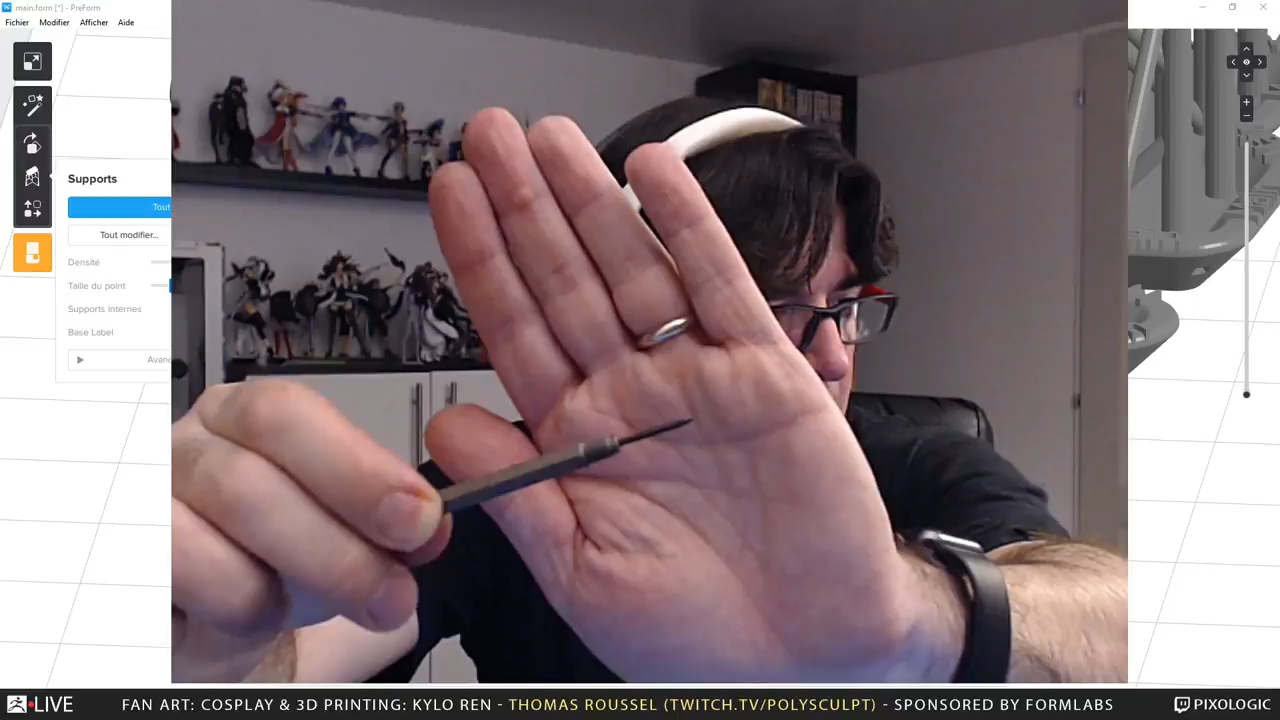 main.form [*] - PreForm
Fichier Modifier Afficher Aide
Supports
Tout
Tout modifier...
Densité
Taille du point
Supports internes
Base Label
LIVE FAN ART: COSPLAY & 3D PRINTING: KYLO REN - THOMAS ROUSSEL (TWITCH.TV/POLYSCULPT) - SPONSORED BY FORMLABS PIXOLOGIC